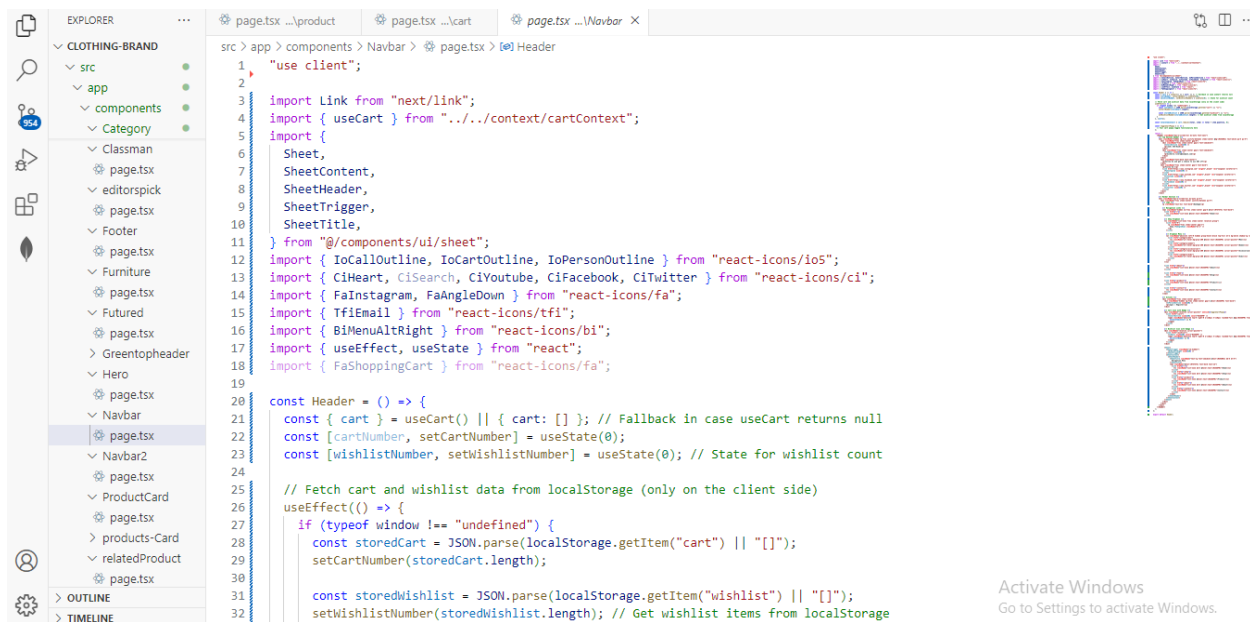 EXPLORER
CLOTHING-BRAND
src
app
components
Category
Classman
page.tsx
editorspick
page.tsx
Footer
page.tsx
Furniture
page.tsx
Futured
page.tsx
Greentopheader
Hero
page.tsx
Navbar
page.tsx
Navbar2
page.tsx
ProductCard
page.tsx
products-Card
relatedProduct
page.tsx
OUTLINE
TIMELINE
954
page.tsx ...\product
page.tsx ...\cart
page.tsx ...\Navbar
src > app > components > Navbar > page.tsx > Header
1 "use client";
2
3 import Link from "next/link";
4 import { useCart } from "../../context/cartContext";
5 import {
6 Sheet,
7 SheetContent,
8 SheetHeader,
9 SheetTrigger,
10 SheetTitle,
11 } from "@/components/ui/sheet";
12 import { IoCallOutline, IoCartOutline, IoPersonOutline } from "react-icons/io5";
13 import { CiHeart, CiSearch, CiYoutube, CiFacebook, CiTwitter } from "react-icons/ci";
14 import { FaInstagram, FaAngleDown } from "react-icons/fa";
15 import { TfiEmail } from "react-icons/tfi";
16 import { BiMenuAltRight } from "react-icons/bi";
17 import { useEffect, useState } from "react";
18 import { FaShoppingCart } from "react-icons/fa";
19
20 const Header = () => {
21 const { cart } = useCart() || { cart: [] }; // Fallback in case useCart returns null
22 const [cartNumber, setCartNumber] = useState(0);
23 const [wishlistNumber, setWishlistNumber] = useState(0); // State for wishlist count
24
25 // Fetch cart and wishlist data from localStorage (only on the client side)
26 useEffect(() => {
27 if (typeof window !== "undefined") {
28 const storedCart = JSON.parse(localStorage.getItem("cart") || "[]");
29 setCartNumber(storedCart.length);
30
31 const storedWishlist = JSON.parse(localStorage.getItem("wishlist") || "[]");
32 setWishlistNumber(storedWishlist.length); // Get wishlist items from localStorage
Activate Windows
Go to Settings to activate Windows.